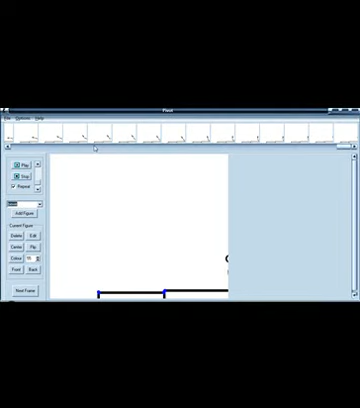 Pivot
File Options Help
Play
Stop
Repeat
Add Figure
Current Figure
Delete Edit
Center Flip
Colour
Front Back
Next Frame